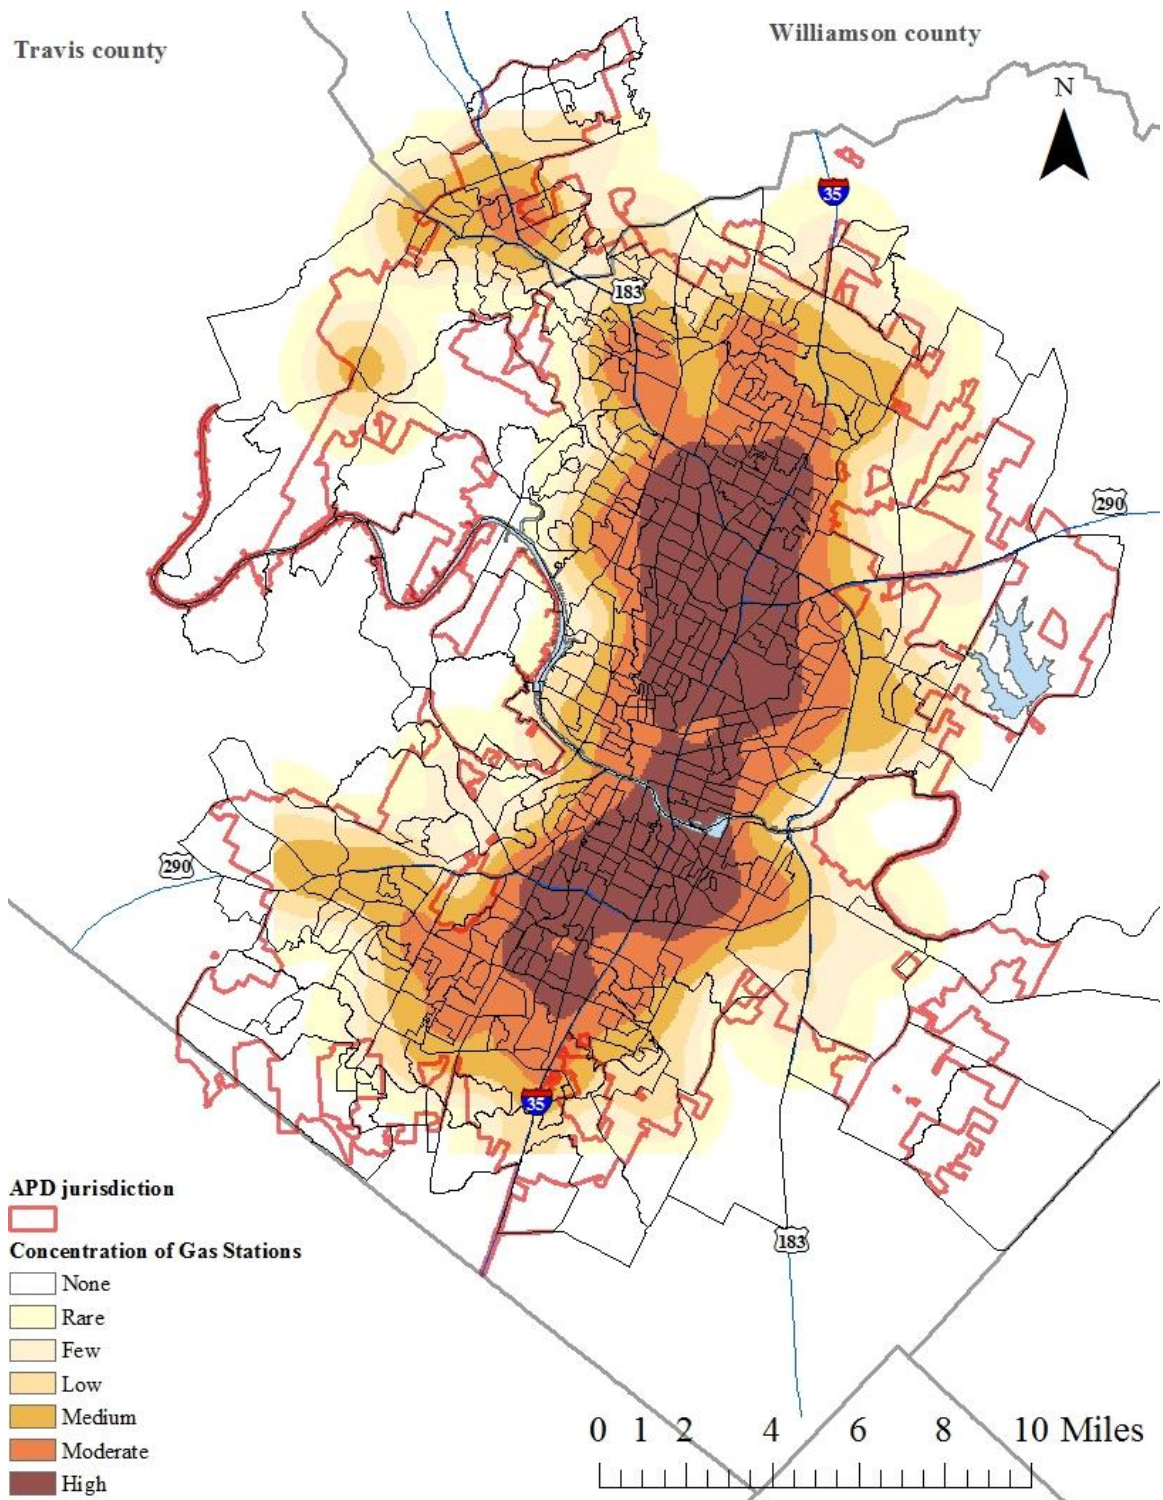 Travis county
Williamson county
N
35
183
290
290
35
APD jurisdiction
183
Concentration of Gas Stations
None
Rare
Few
Low
Medium
Moderate
High
0 1 2 4 6 8 10 Miles